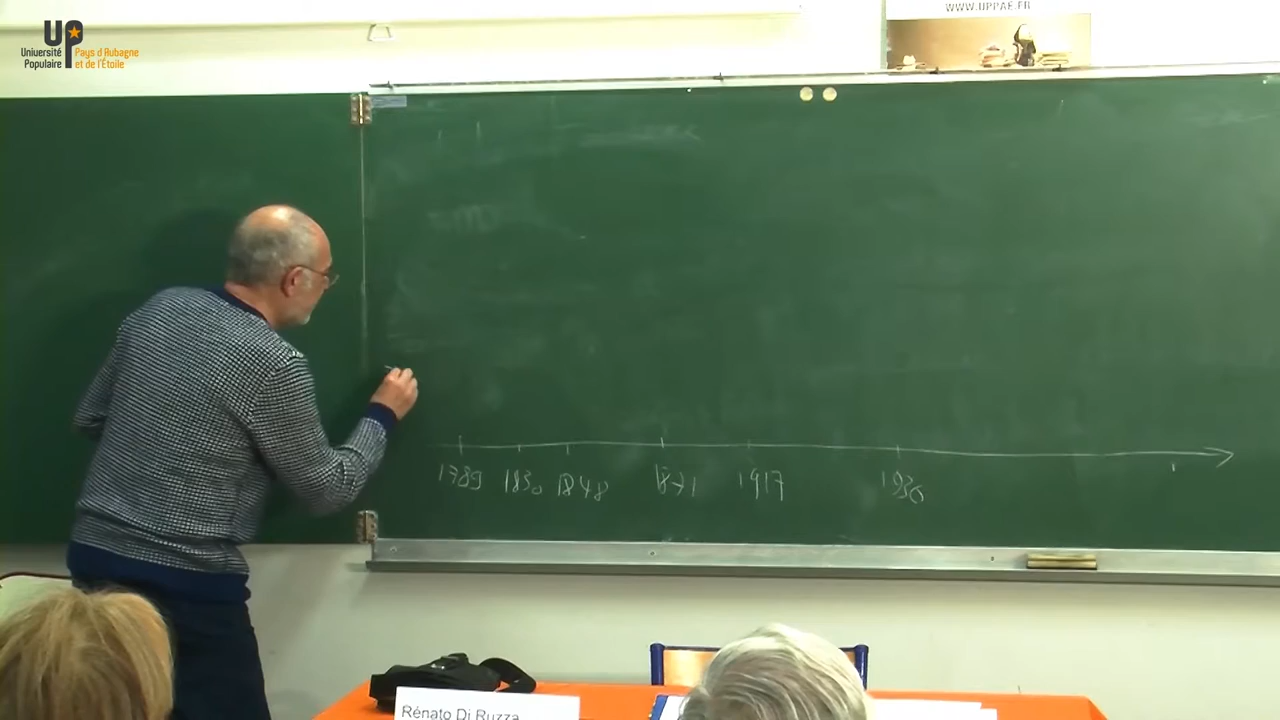 WWW.UPPAE.FR
UP
Université Populaire
Pays d'Aubagne et de l'Étoile
1789 1830 1848 1871 1917 1936
Rénato Di Ruzza